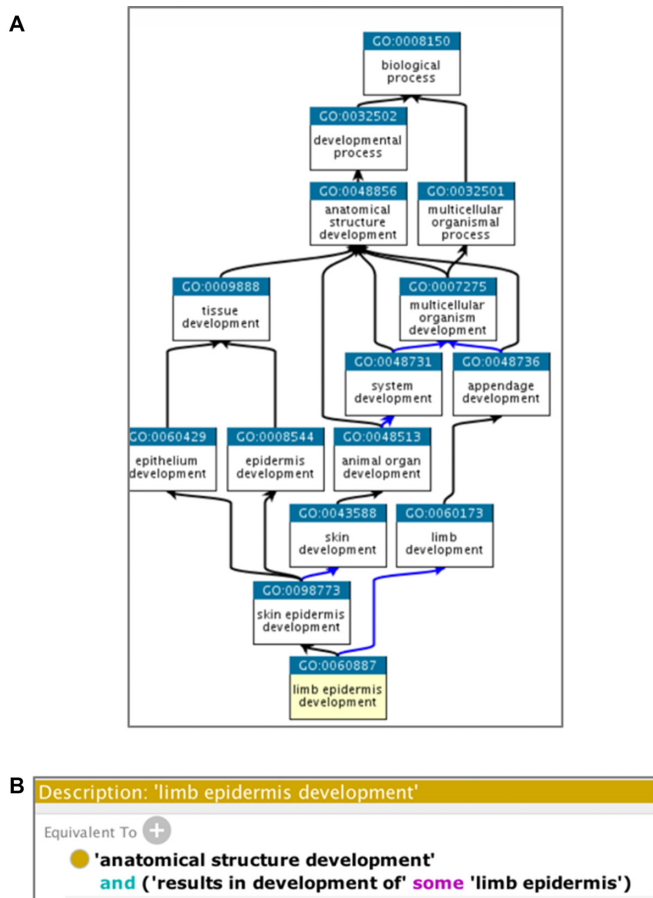 A
GO:0008150
biological
process
GO:0032502
developmental
process
GO:0048856
anatomical
structure
development
GO:0032501
multicellular
organismal
process
GO:0009888
tissue
development
GO:0007275
multicellular
organism
development
GO:0048731
system
development
GO:0048736
appendage
development
GO:0060429
epithelium
development
GO:0008544
epidermis
development
GO:0048513
animal organ
development
GO:0043588
skin
development
GO:0060173
limb
development
GO:0098773
skin epidermis
development
GO:0060887
limb epidermis
development
B
Description: 'limb epidermis development'
Equivalent To +
'anatomical structure development'
and ('results in development of' some 'limb epidermis')